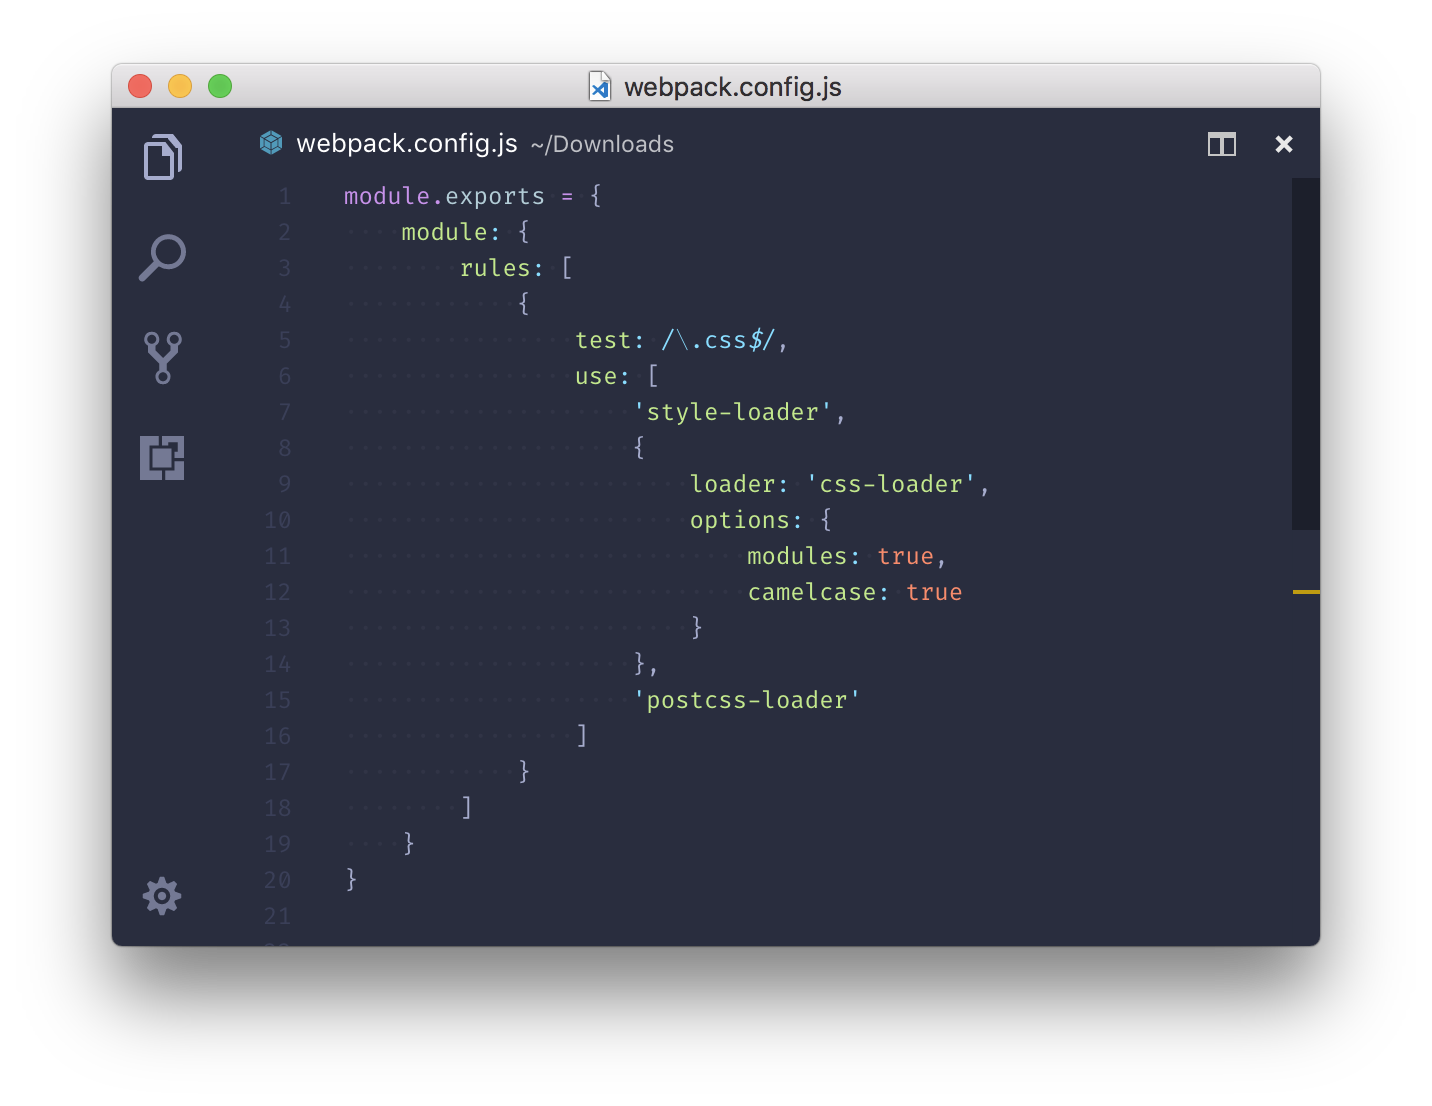 webpack.config.js
webpack.config.js ~/Downloads
1 module.exports = {
2     module: {
3         rules: [
4             {
5                 test: /\.css$/,
6                 use: [
7                     'style-loader',
8                     {
9                         loader: 'css-loader',
10                         options: {
11                             modules: true,
12                             camelcase: true
13                         }
14                     },
15                     'postcss-loader'
16                 ]
17             }
18         ]
19     }
20 }
21